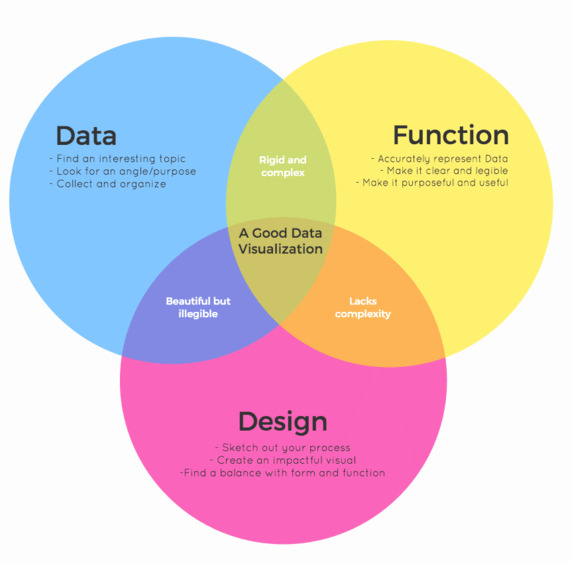 Data
- Find an interesting topic
- Look for an angle/purpose
- Collect and organize
Function
- Accurately represent Data
- Make it clear and legible
- Make it purposeful and useful
Rigid and
complex
A Good Data
Visualization
Beautiful but
illegible
Lacks
complexity
Design
- Sketch out your process
- Create an impactful visual
-Find a balance with form and function